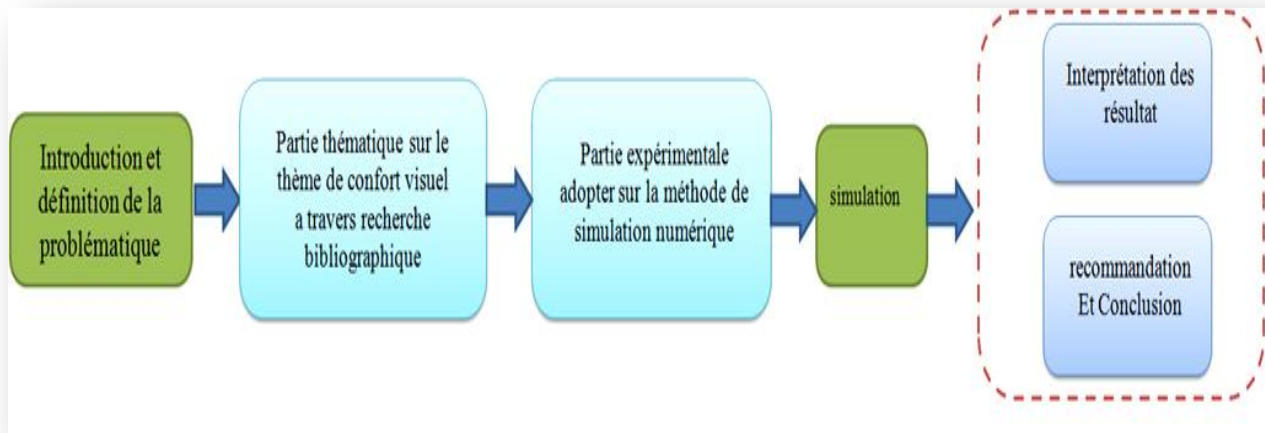 Introduction et
définition de la
problématique
Partie thématique sur le
thème de confort visuel
a travers recherche
bibliographique
Partie expérimentale
adopter sur la méthode de
simulation numérique
simulation
Interprétation des
résultat
recommandation
Et Conclusion